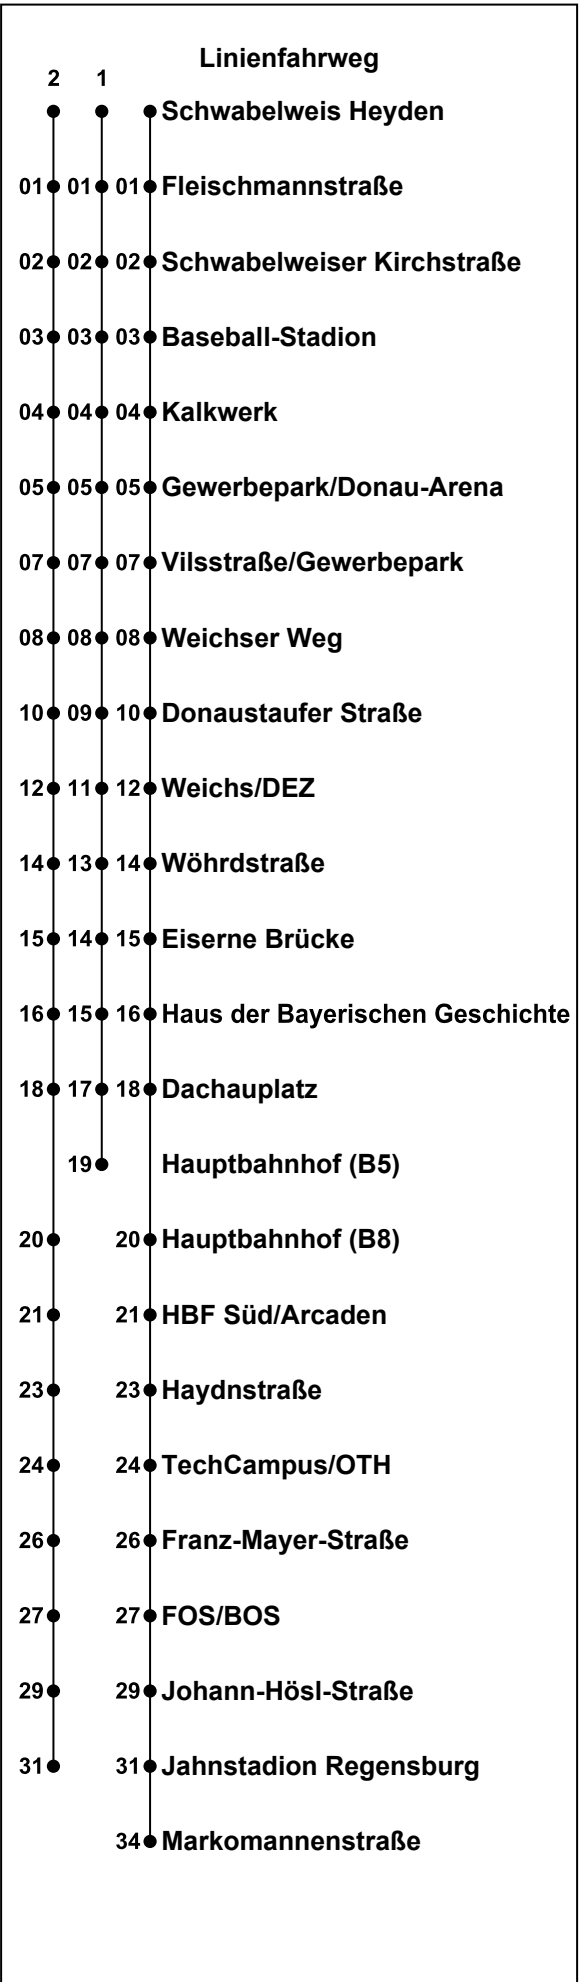 Linienfahrweg
2 1
Schwabelweis Heyden
01 01 01 Fleischmannstraße
02 02 02 Schwabelweiser Kirchstraße
03 03 03 Baseball-Stadion
04 04 04 Kalkwerk
05 05 05 Gewerbepark/Donau-Arena
07 07 07 Vilsstraße/Gewerbepark
08 08 08 Weichser Weg
10 09 10 Donaustaufer Straße
12 11 12 Weichs/DEZ
14 13 14 Wöhrdstraße
15 14 15 Eiserne Brücke
16 15 16 Haus der Bayerischen Geschichte
18 17 18 Dachauplatz
19 Hauptbahnhof (B5)
20 20 Hauptbahnhof (B8)
21 21 HBF Süd/Arcaden
23 23 Haydnstraße
24 24 TechCampus/OTH
26 26 Franz-Mayer-Straße
27 27 FOS/BOS
29 29 Johann-Hösl-Straße
31 31 Jahnstadion Regensburg
34 Markomannenstraße